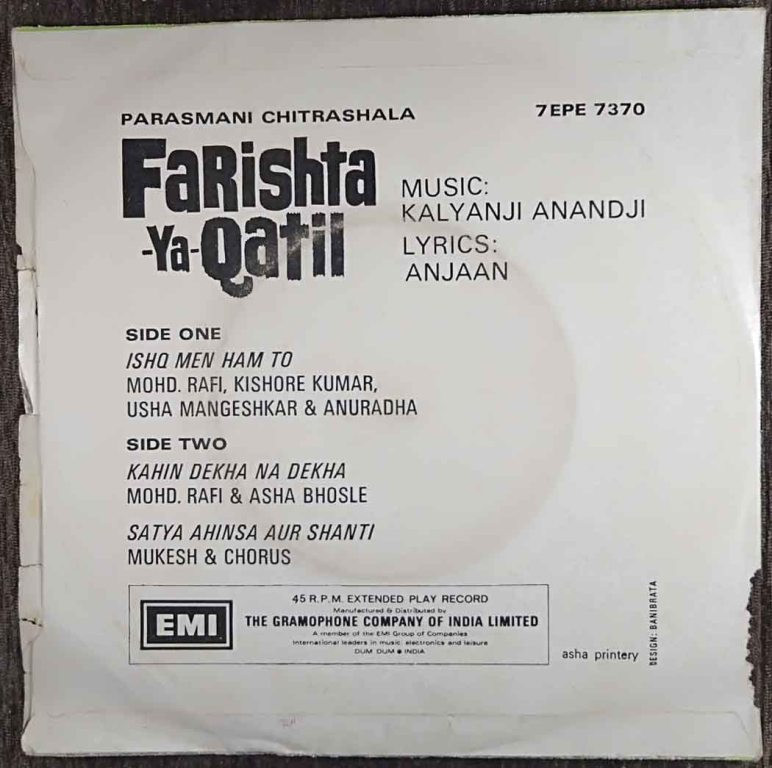 PARASMANI CHITRASHALA
7EPE 7370
FaRishta
-Ya-Qatil
MUSIC:
KALYANJI ANANDJI
LYRICS:
ANJAAN
SIDE ONE
ISHQ MEN HAM TO
MOHD. RAFI, KISHORE KUMAR,
USHA MANGESHKAR & ANURADHA
SIDE TWO
KAHIN DEKHA NA DEKHA
MOHD. RAFI & ASHA BHOSLE
SATYA AHINSA AUR SHANTI
MUKESH & CHORUS
EMI
45 R.P.M. EXTENDED PLAY RECORD
Manufactured & Distributed by
THE GRAMOPHONE COMPANY OF INDIA LIMITED
A member of the EMI Group of Companies
International leaders in music electronics and leisure
DUM DUM ● INDIA
asha printery
DESIGN: BANIBRATA